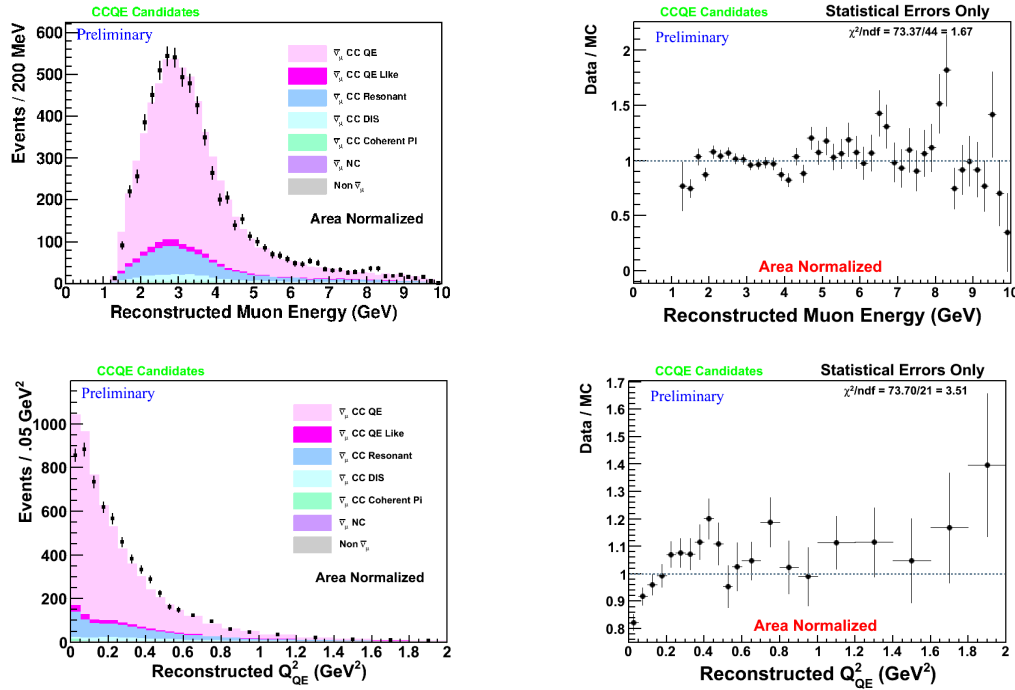 CCQE Candidates
Preliminary
Events / 200 MeV
600
500
400
300
200
100
0
ν̅μ CC QE
ν̅μ CC QE Like
ν̅μ CC Resonant
ν̅μ CC DIS
ν̅μ CC Coherent Pi
ν̅μ NC
Non ν̅μ
Area Normalized
0 1 2 3 4 5 6 7 8 9 10
Reconstructed Muon Energy (GeV)
CCQE Candidates
Statistical Errors Only
χ²/ndf = 73.37/44 = 1.67
Preliminary
Data / MC
2
1.5
1
0.5
0
Area Normalized
0 1 2 3 4 5 6 7 8 9 10
Reconstructed Muon Energy (GeV)
CCQE Candidates
Preliminary
Events / .05 GeV²
1000
800
600
400
200
0
ν̅μ CC QE
ν̅μ CC QE Like
ν̅μ CC Resonant
ν̅μ CC DIS
ν̅μ CC Coherent Pi
ν̅μ NC
Non ν̅μ
Area Normalized
0 0.2 0.4 0.6 0.8 1 1.2 1.4 1.6 1.8 2
Reconstructed Q²QE (GeV²)
CCQE Candidates
Statistical Errors Only
χ²/ndf = 73.70/21 = 3.51
Preliminary
Data / MC
1.7
1.6
1.5
1.4
1.3
1.2
1.1
1
0.9
0.8
Area Normalized
0 0.2 0.4 0.6 0.8 1 1.2 1.4 1.6 1.8 2
Reconstructed Q²QE (GeV²)